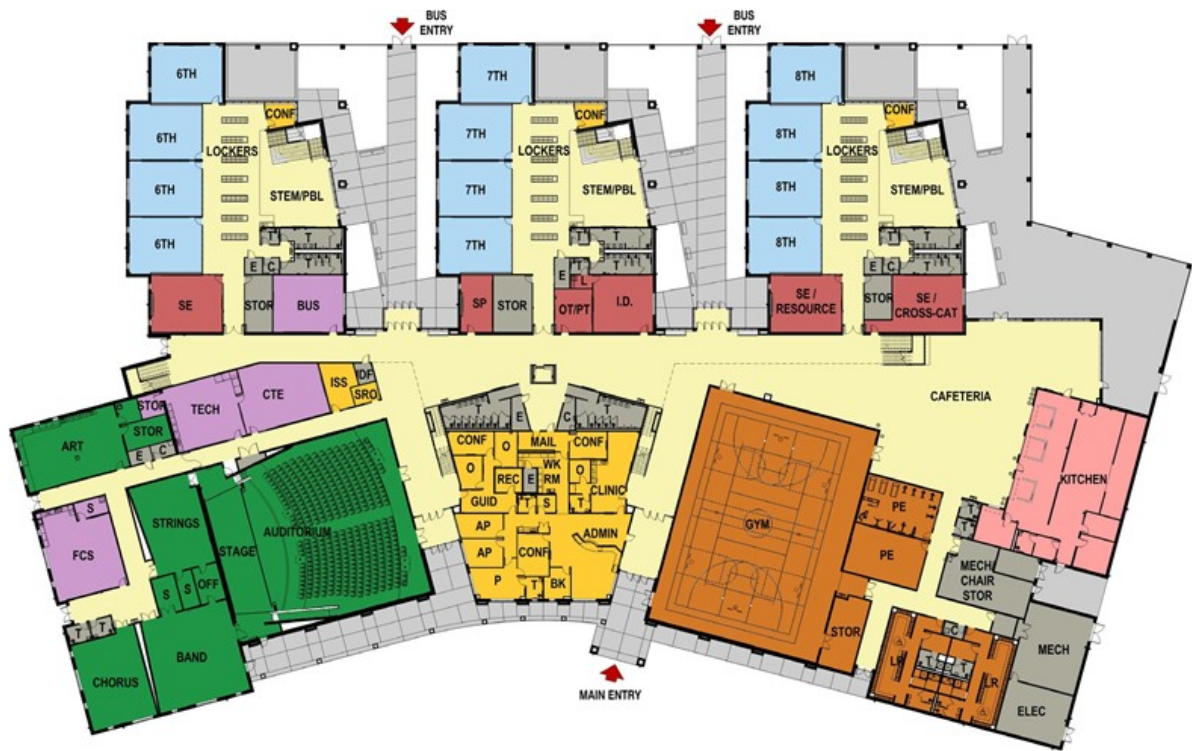 BUS
ENTRY
BUS
ENTRY
6TH
7TH
8TH
CONF
CONF
CONF
6TH
LOCKERS
7TH
LOCKERS
8TH
LOCKERS
6TH
STEM/PBL
7TH
STEM/PBL
8TH
STEM/PBL
6TH
T
T
7TH
T
T
8TH
T
T
E
C
T
E
T
L
E
C
T
SE
STOR
BUS
SP
STOR
OT/PT
I.D.
SE /
RESOURCE
STOR
SE /
CROSS-CAT
STOR
TECH
CTE
ISS
IDF
SRO
CAFETERIA
ART
STOR
E
C
T
E
C
T
CONF
O
MAIL
CONF
O
REC
E
WK
RM
O
CLINIC
GUID
T
S
T
KITCHEN
S
FCS
STRINGS
STAGE
AUDITORIUM
AP
AP
CONF
ADMIN
P
T
BK
GYM
PE
PE
T
T
MECH/
CHAIR
STOR
S
S
OFF
T
T
CHORUS
BAND
STOR
C
LR
T
T
LR
MECH
ELEC
MAIN ENTRY